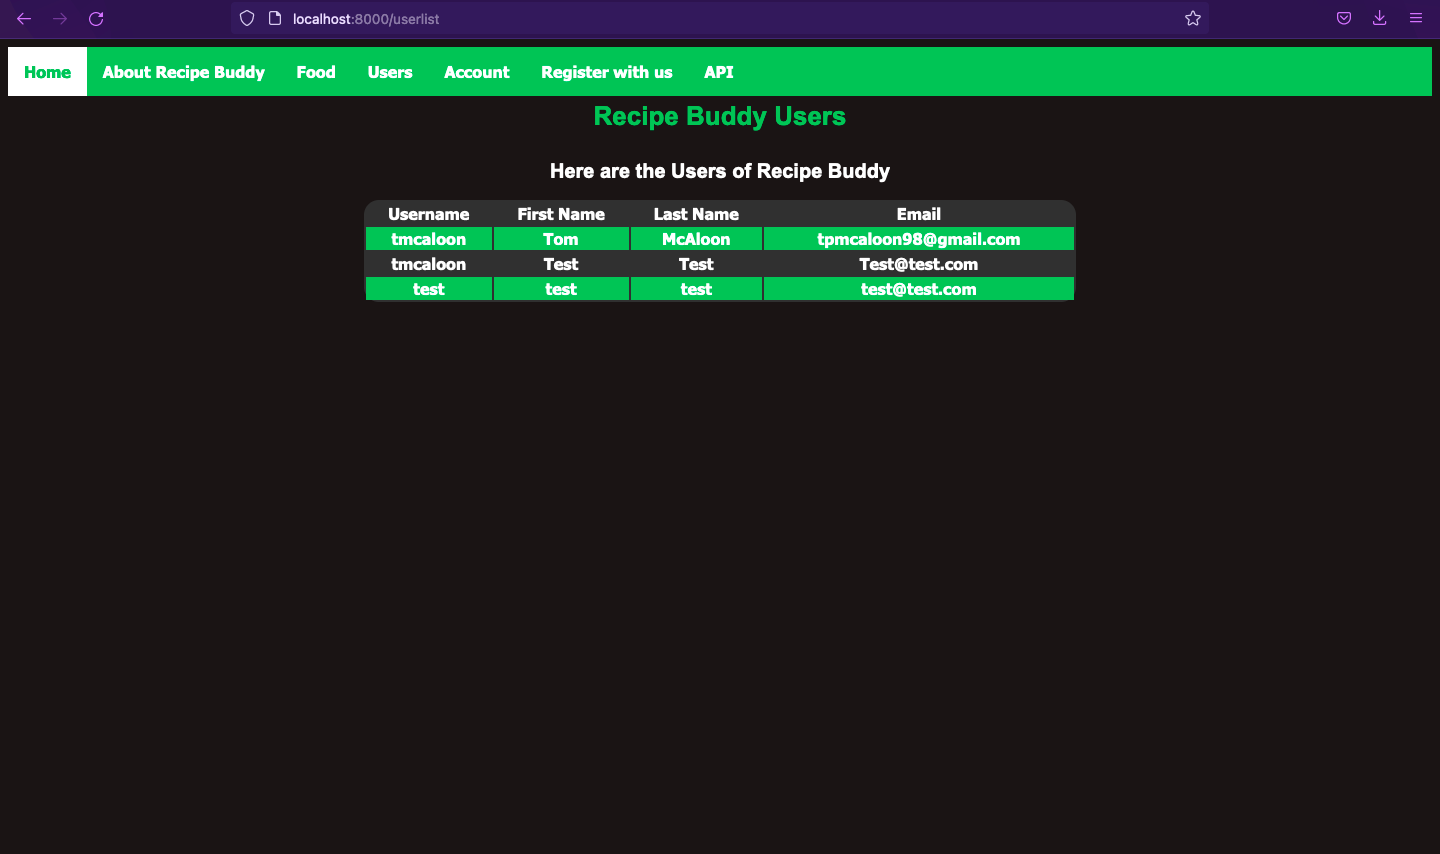 localhost:8000/userlist
Home About Recipe Buddy Food Users Account Register with us API
Recipe Buddy Users
Here are the Users of Recipe Buddy
Username First Name Last Name Email
tmcaloon Tom McAloon tpmcaloon98@gmail.com
tmcaloon Test Test Test@test.com
test test test test@test.com